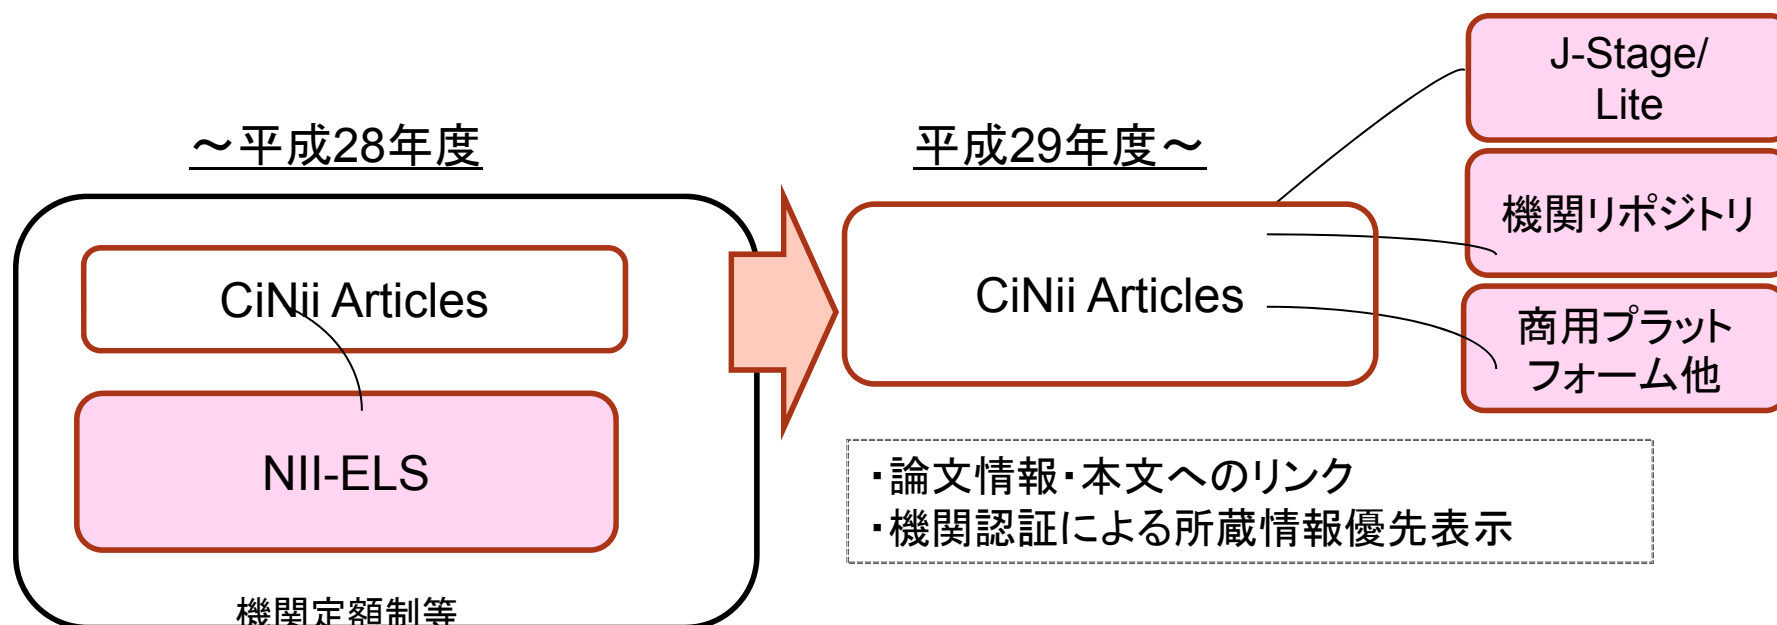 ～平成28年度
CiNii Articles
NII-ELS
機関定額制等
平成29年度～
CiNii Articles
J-Stage/
Lite
機関リポジトリ
商用プラット
フォーム他
・論文情報・本文へのリンク
・機関認証による所蔵情報優先表示